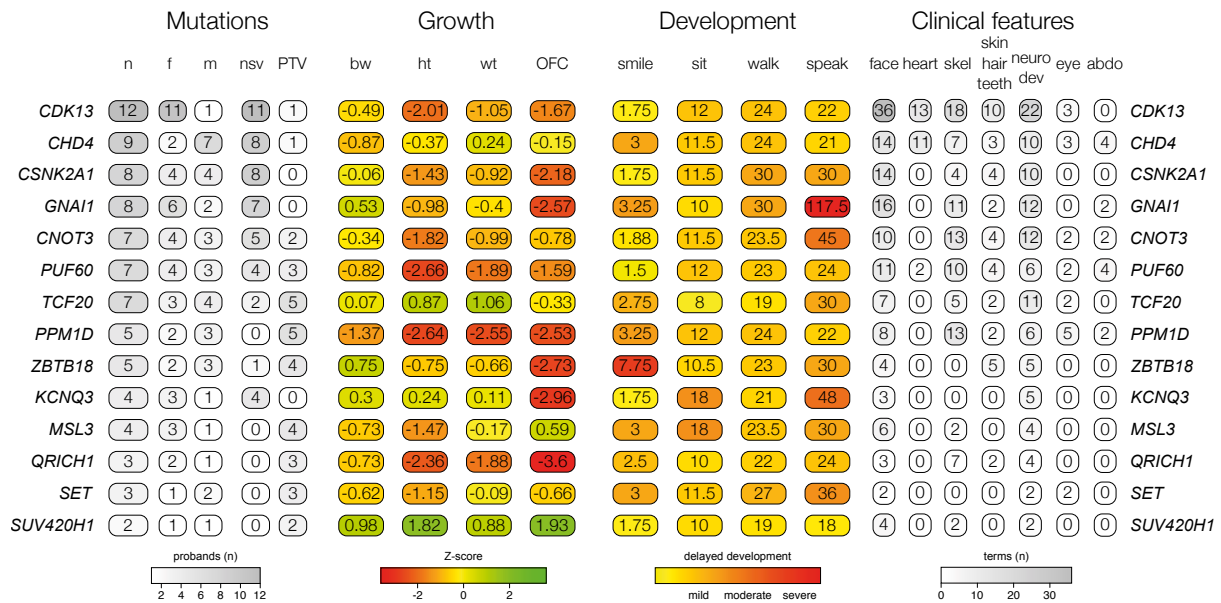 Mutations Growth Development Clinical features
n f m nsv PTV bw ht wt OFC smile sit walk speak face heart skel skin hair teeth neuro dev eye abdo
CDK13 12 11 1 11 1 -0.49 -2.01 -1.05 -1.67 1.75 12 24 22 36 13 18 10 22 3 0 CDK13
CHD4 9 2 7 8 1 -0.87 -0.37 0.24 -0.15 3 11.5 24 21 14 11 7 3 10 3 4 CHD4
CSNK2A1 8 4 4 8 0 -0.06 -1.43 -0.92 -2.18 1.75 11.5 30 30 14 0 4 4 10 0 0 CSNK2A1
GNAI1 8 6 2 7 0 0.53 -0.98 -0.4 -2.57 3.25 10 30 117.5 16 0 11 2 12 0 2 GNAI1
CNOT3 7 4 3 5 2 -0.34 -1.82 -0.99 -0.78 1.88 11.5 23.5 45 10 0 13 4 12 2 2 CNOT3
PUF60 7 4 3 4 3 -0.82 -2.66 -1.89 -1.59 1.5 12 23 24 11 2 10 4 6 2 4 PUF60
TCF20 7 3 4 2 5 0.07 0.87 1.06 -0.33 2.75 8 19 30 7 0 5 2 11 2 0 TCF20
PPM1D 5 2 3 0 5 -1.37 -2.64 -2.55 -2.53 3.25 12 24 22 8 0 13 2 6 5 2 PPM1D
ZBTB18 5 2 3 1 4 0.75 -0.75 -0.66 -2.73 7.75 10.5 23 30 4 0 0 5 5 0 0 ZBTB18
KCNQ3 4 3 1 4 0 0.3 0.24 0.11 -2.96 1.75 18 21 48 3 0 0 0 5 0 0 KCNQ3
MSL3 4 3 1 0 4 -0.73 -1.47 -0.17 0.59 3 18 23.5 30 6 0 2 0 4 0 0 MSL3
QRICH1 3 2 1 0 3 -0.73 -2.36 -1.88 -3.6 2.5 10 22 24 3 0 7 2 4 0 0 QRICH1
SET 3 1 2 0 3 -0.62 -1.15 -0.09 -0.66 3 11.5 27 36 2 0 0 0 2 2 0 SET
SUV420H1 2 1 1 0 2 0.98 1.82 0.88 1.93 1.75 10 19 18 4 0 2 0 2 0 0 SUV420H1
probands (n) Z-score delayed development terms (n)
2 4 6 8 10 12 -2 0 2 mild moderate severe 0 10 20 30